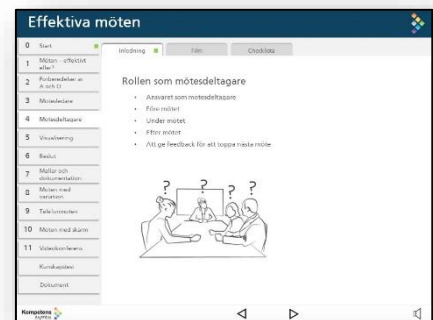 Effektiva möten
0 Start
1 Möten - effektivt eller?
2 Förberedelser är A och O
3 Mötesledare
4 Mötesdeltagare
5 Visualisering
6 Beslut
7 Mallar och dokumentation
8 Möten med variation
9 Telefonmöten
10 Möten med skärm
11 Videokonferens
Kunskapstest
Dokument
Inledning
Film
Checklista
Rollen som mötesdeltagare
• Ansvaret som mötesdeltagare
• Före mötet
• Under mötet
• Efter mötet
• Att ge feedback för att toppa nästa möte
? ? ? ?
Kompetens
express